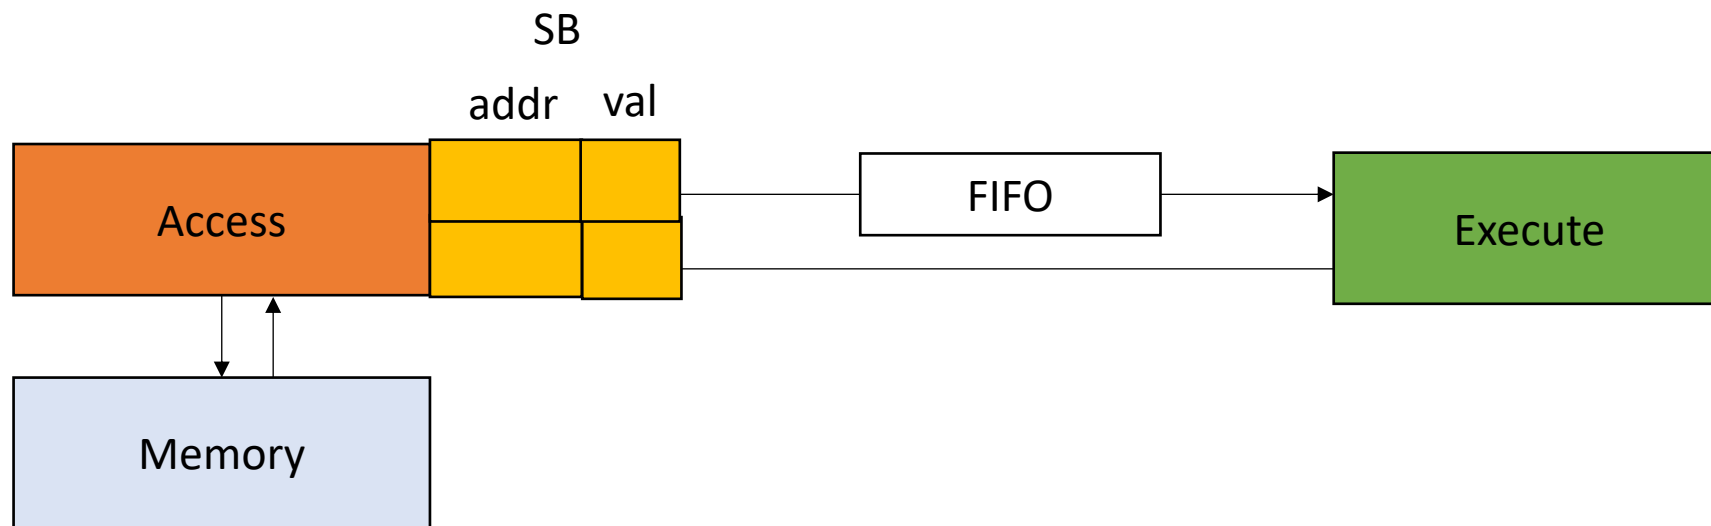 SB
addr val
Access
FIFO
Execute
Memory